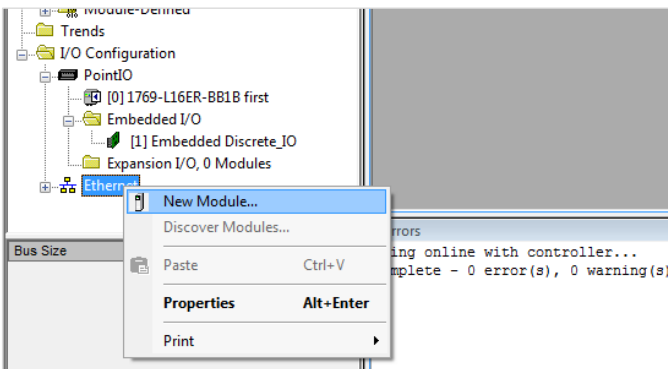 Module-Defined
Trends
I/O Configuration
PointIO
[0] 1769-L16ER-BB1B first
Embedded I/O
[1] Embedded Discrete_IO
Expansion I/O, 0 Modules
Ethernet
New Module...
Discover Modules...
Paste Ctrl+V
Properties Alt+Enter
Print
Bus Size
rrors
ing online with controller...
mplete - 0 error(s), 0 warning(s)